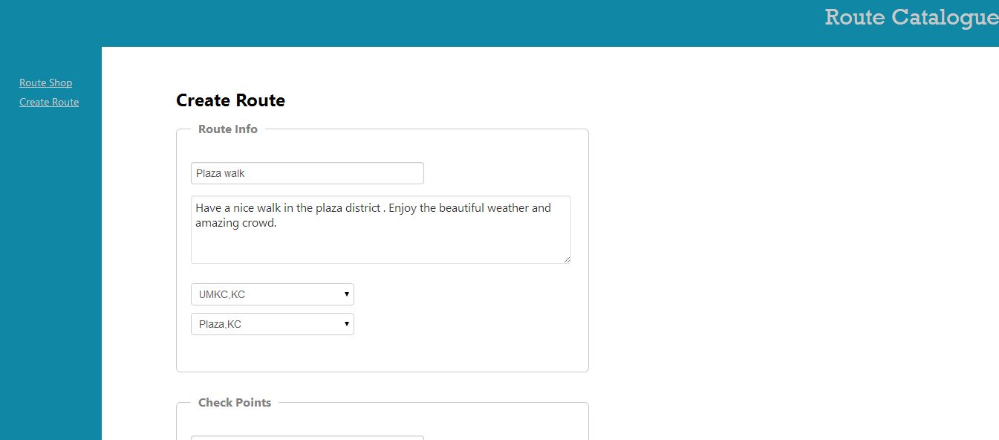 Route Catalogue
Route Shop
Create Route
Create Route
Route Info
Plaza walk
Have a nice walk in the plaza district . Enjoy the beautiful weather and
amazing crowd.
UMKC,KC
Plaza,KC
Check Points